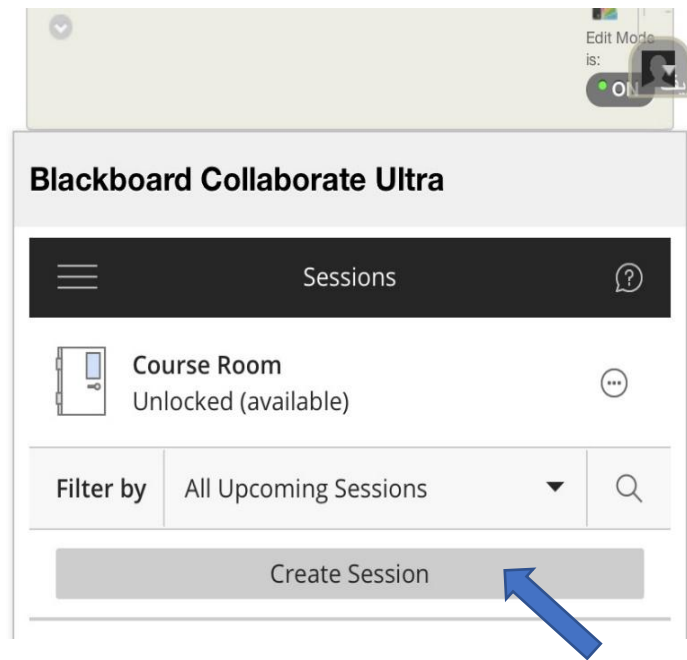 Edit Mode
is:
ON
Blackboard Collaborate Ultra
Sessions
Course Room
Unlocked (available)
Filter by All Upcoming Sessions
Create Session